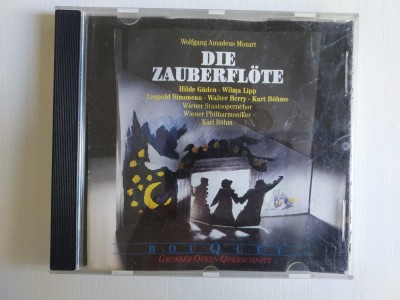 Wolfgang Amadeus Mozart
DIE
ZAUBERFLÖTE
Hilde Güden · Wilma Lipp
Leopold Simoneau · Walter Berry · Kurt Böhme
Wiener Staatsopernchor
Wiener Philharmoniker
Karl Böhm
BOUQUET
GROSSER OPERN-QUERSCHNITT